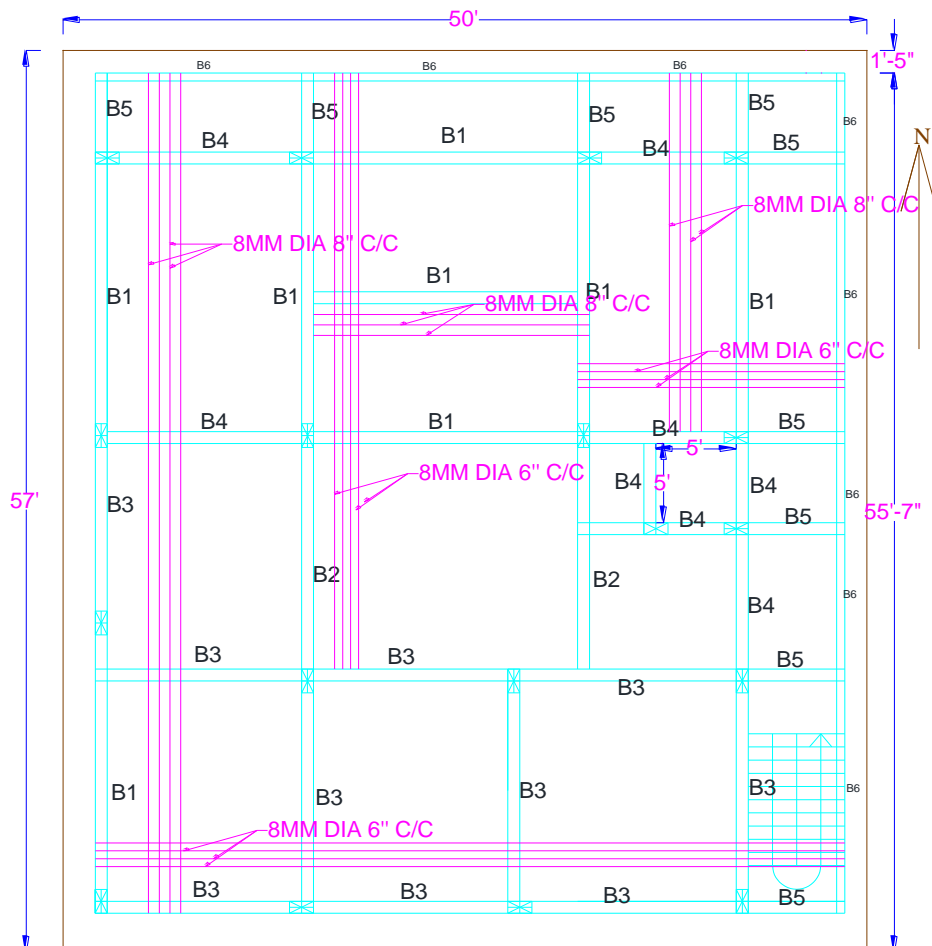 50'
1'-5"
B6 B6 B6
B5 B5 B5 B5 B6
B4 B1 B4 B5
N
8MM DIA 8" C/C
8MM DIA 8" C/C
B1 B1 B1 B1 B1 B6
8MM DIA 8" C/C
8MM DIA 6" C/C
B4 B1 B4 B5
5'
8MM DIA 6" C/C
B4 5' B4
57' B3 B6 55'-7"
B4 B5
B2 B2 B4 B6
B3 B3 B3 B5
B1 B3 B3 B3 B6
8MM DIA 6" C/C
B3 B3 B3 B5